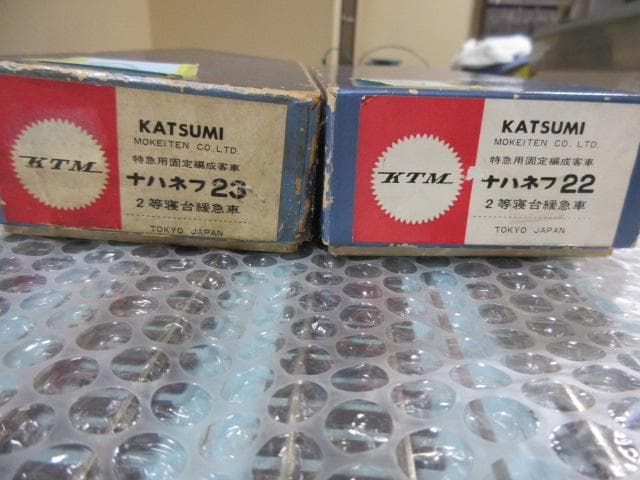 KTM
KATSUMI
MOKEITEN CO. LTD.
特急用固定編成客車
ナハネフ23
2等寝台緩急車
TOKYO JAPAN
KTM
KATSUMI
MOKEITEN CO. LTD.
特急用固定編成客車
ナハネフ22
2等寝台緩急車
TOKYO JAPAN